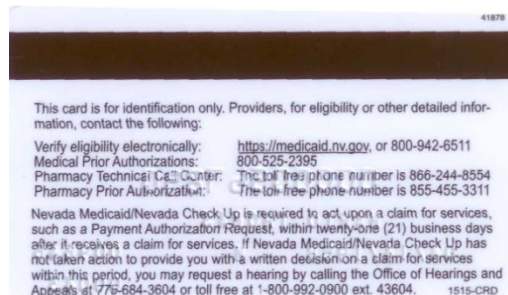 41878
This card is for identification only. Providers, for eligibility or other detailed infor-
mation, contact the following:
Verify eligibility electronically: https://medicaid.nv.gov, or 800-942-6511
Medical Prior Authorizations: 800-525-2395
Pharmacy Technical Call Center: The toll free phone number is 866-244-8554
Pharmacy Prior Authorization: The toll free phone number is 855-455-3311
Nevada Medicaid/Nevada Check Up is required to act upon a claim for services,
such as a Payment Authorization Request, within twenty-one (21) business days
after it receives a claim for services. If Nevada Medicaid/Nevada Check Up has
not taken action to provide you with a written decision on a claim for services
within this period, you may request a hearing by calling the Office of Hearings and
Appeals at 775-684-3604 or toll free at 1-800-992-0900 ext. 43604. 1515-CRD